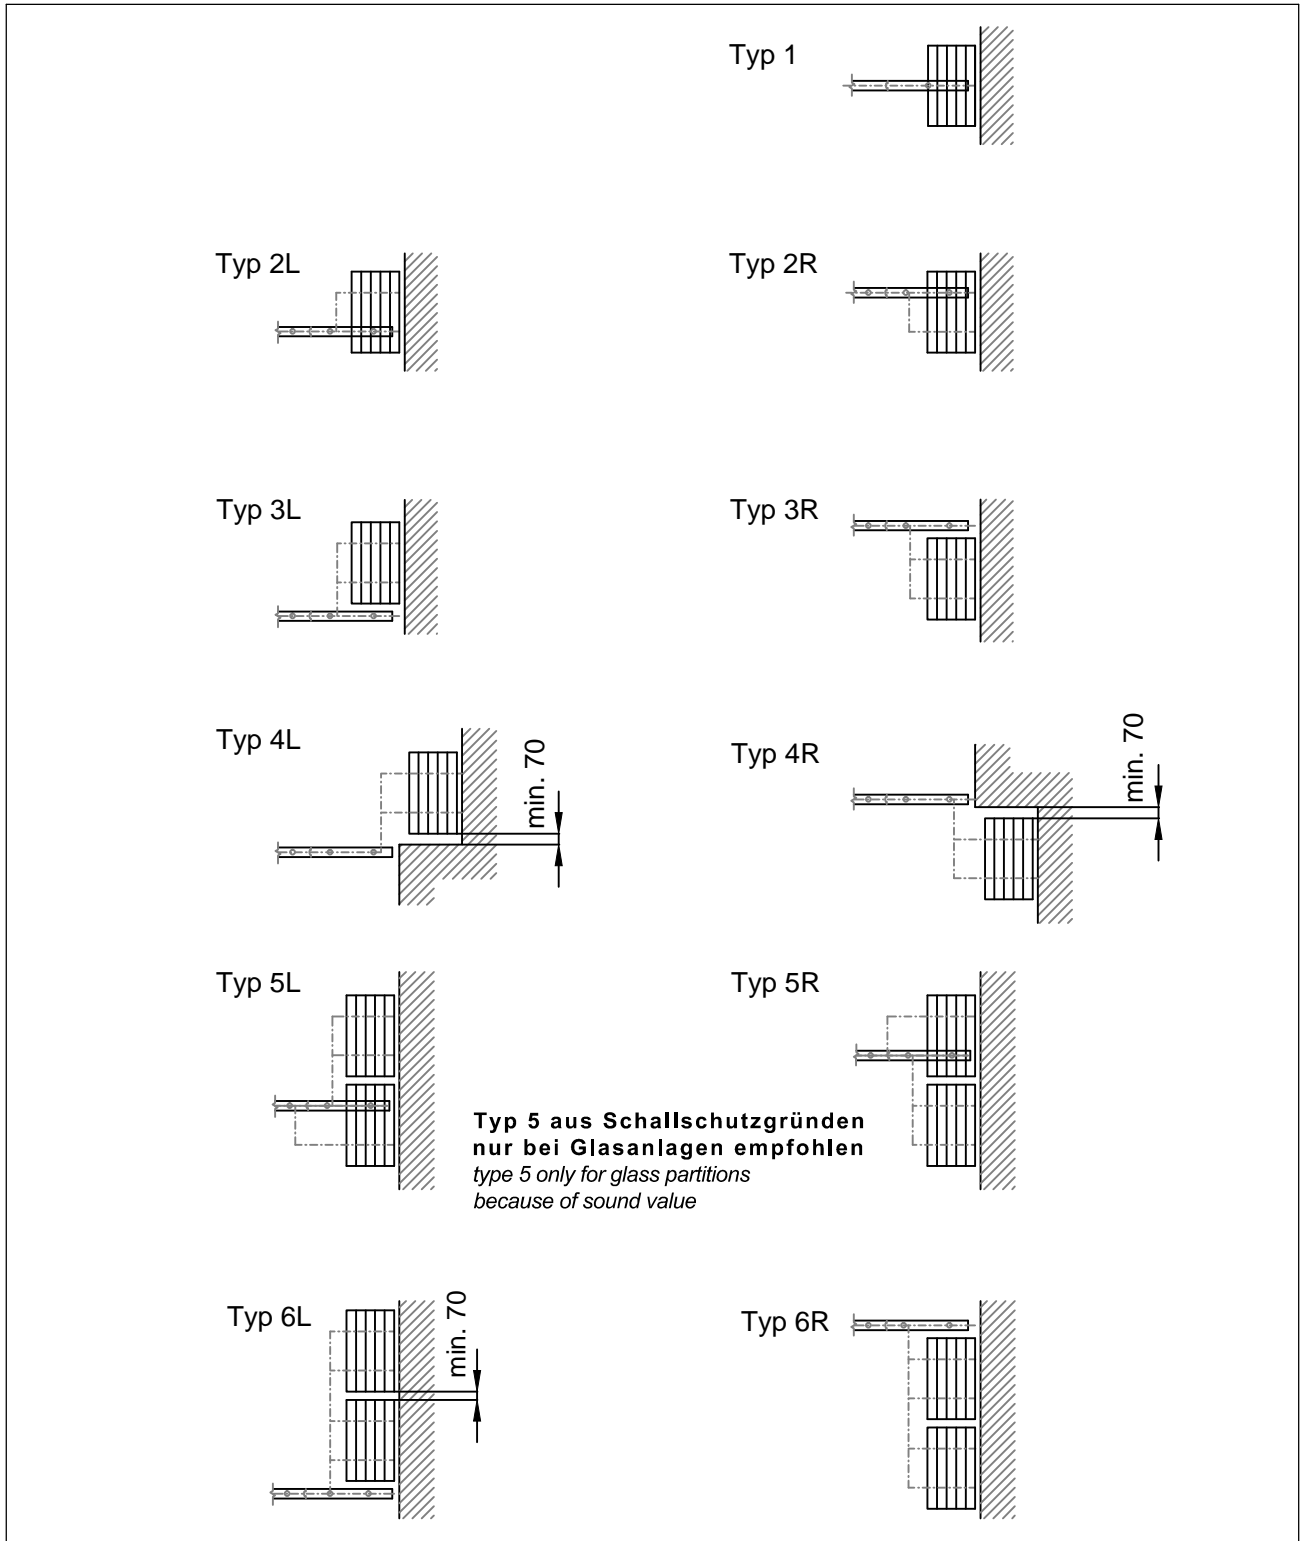 Typ 1
Typ 2L
Typ 2R
Typ 3L
Typ 3R
Typ 4L
min. 70
Typ 4R
min. 70
Typ 5L
Typ 5R
Typ 5 aus Schallschutzgründen
nur bei Glasanlagen empfohlen
type 5 only for glass partitions
because of sound value
Typ 6L
min. 70
Typ 6R